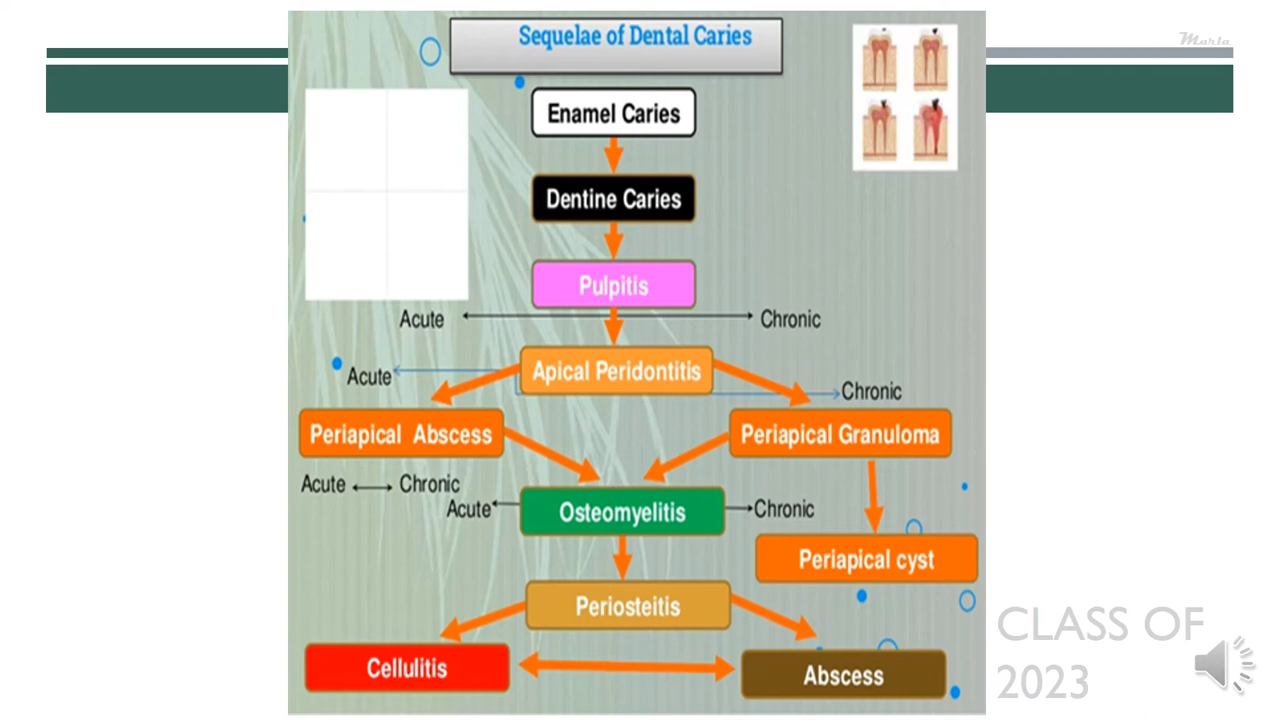 Marla
Sequelae of Dental Caries
Enamel Caries
Dentine Caries
Pulpitis
Acute
Chronic
Apical Peridontitis
Acute
Chronic
Periapical Abscess
Periapical Granuloma
Acute
Chronic
Acute
Osteomyelitis
Chronic
Periapical cyst
Periosteitis
Cellulitis
Abscess
CLASS OF
2023